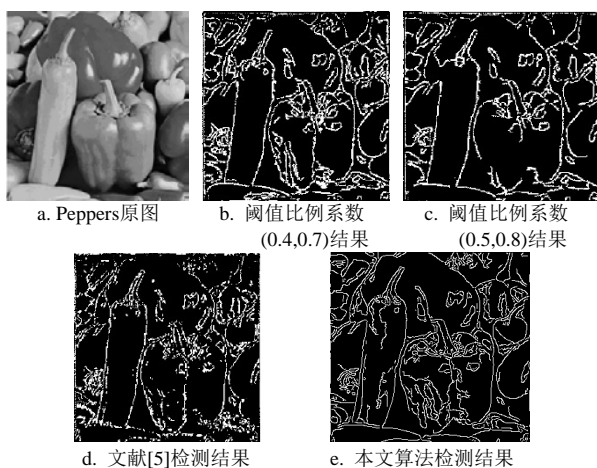 a. Peppers原图
b. 阈值比例系数
(0.4,0.7)结果
c. 阈值比例系数
(0.5,0.8)结果
d. 文献[5]检测结果
e. 本文算法检测结果